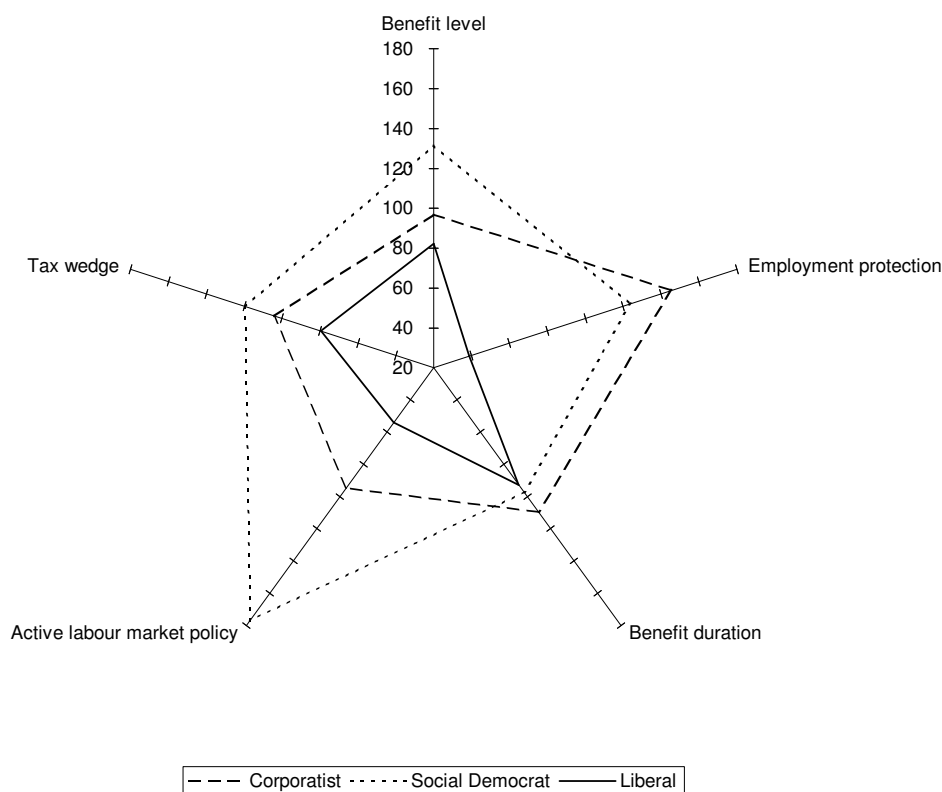 Benefit level
180
160
140
120
100
80
60
40
20
Tax wedge
Employment protection
Active labour market policy
Benefit duration
Corporatist Social Democrat Liberal